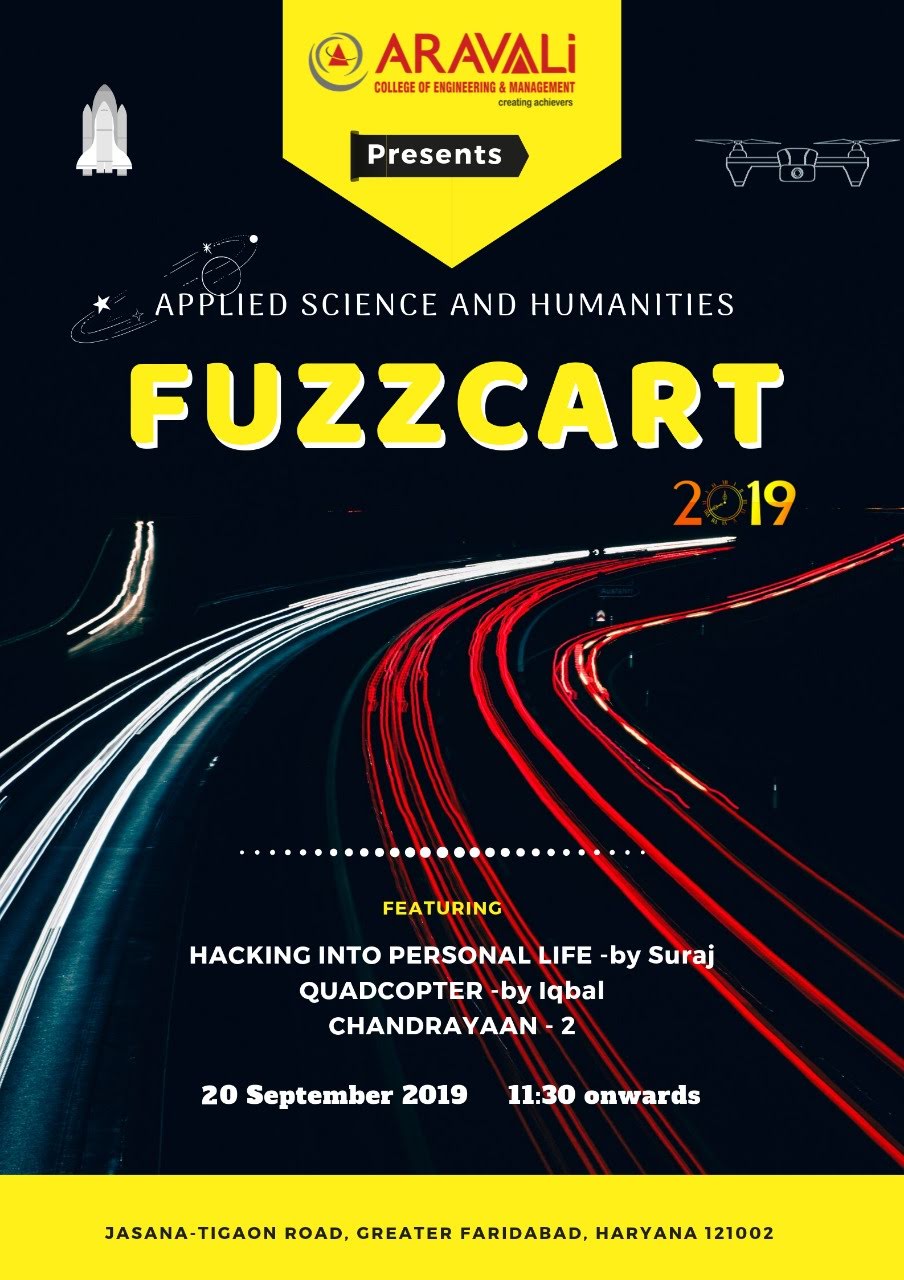 ARAVALi
COLLEGE OF ENGINEERING & MANAGEMENT
creating achievers
Presents
APPLIED SCIENCE AND HUMANITIES
FUZZCART
2019
FEATURING
HACKING INTO PERSONAL LIFE -by Suraj
QUADCOPTER -by Iqbal
CHANDRAYAAN - 2
20 September 2019 11:30 onwards
JASANA-TIGAON ROAD, GREATER FARIDABAD, HARYANA 121002